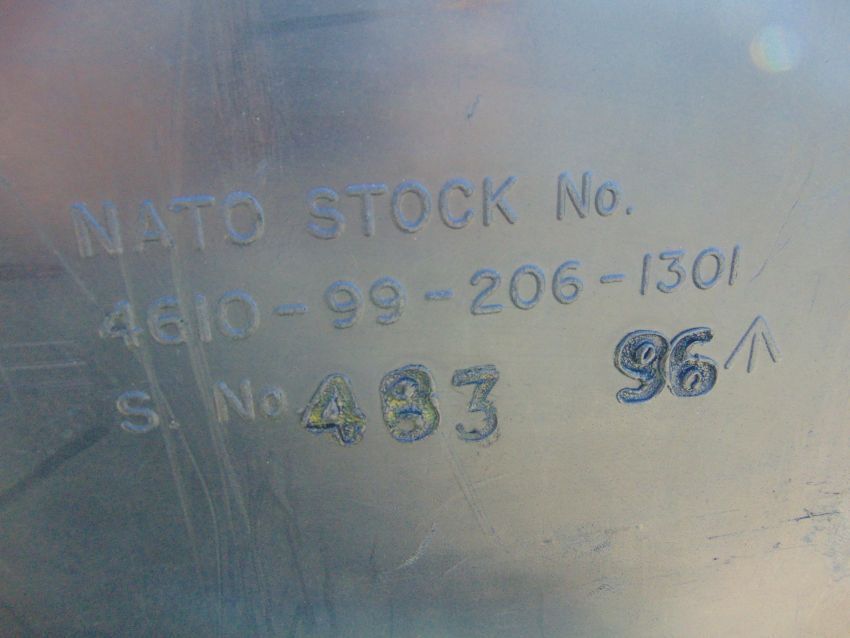 NATO STOCK No.
4610-99-206-1301
S. No 483 96